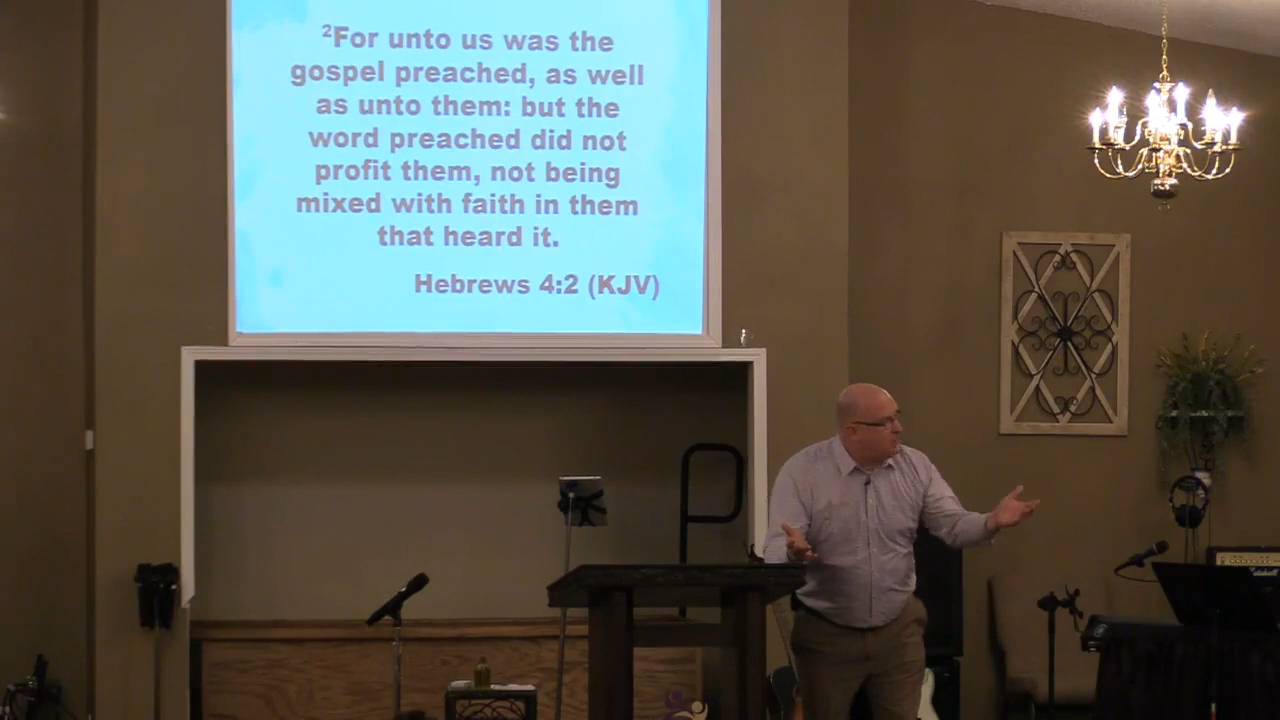 ²For unto us was the
gospel preached, as well
as unto them: but the
word preached did not
profit them, not being
mixed with faith in them
that heard it.
Hebrews 4:2 (KJV)
Marshall